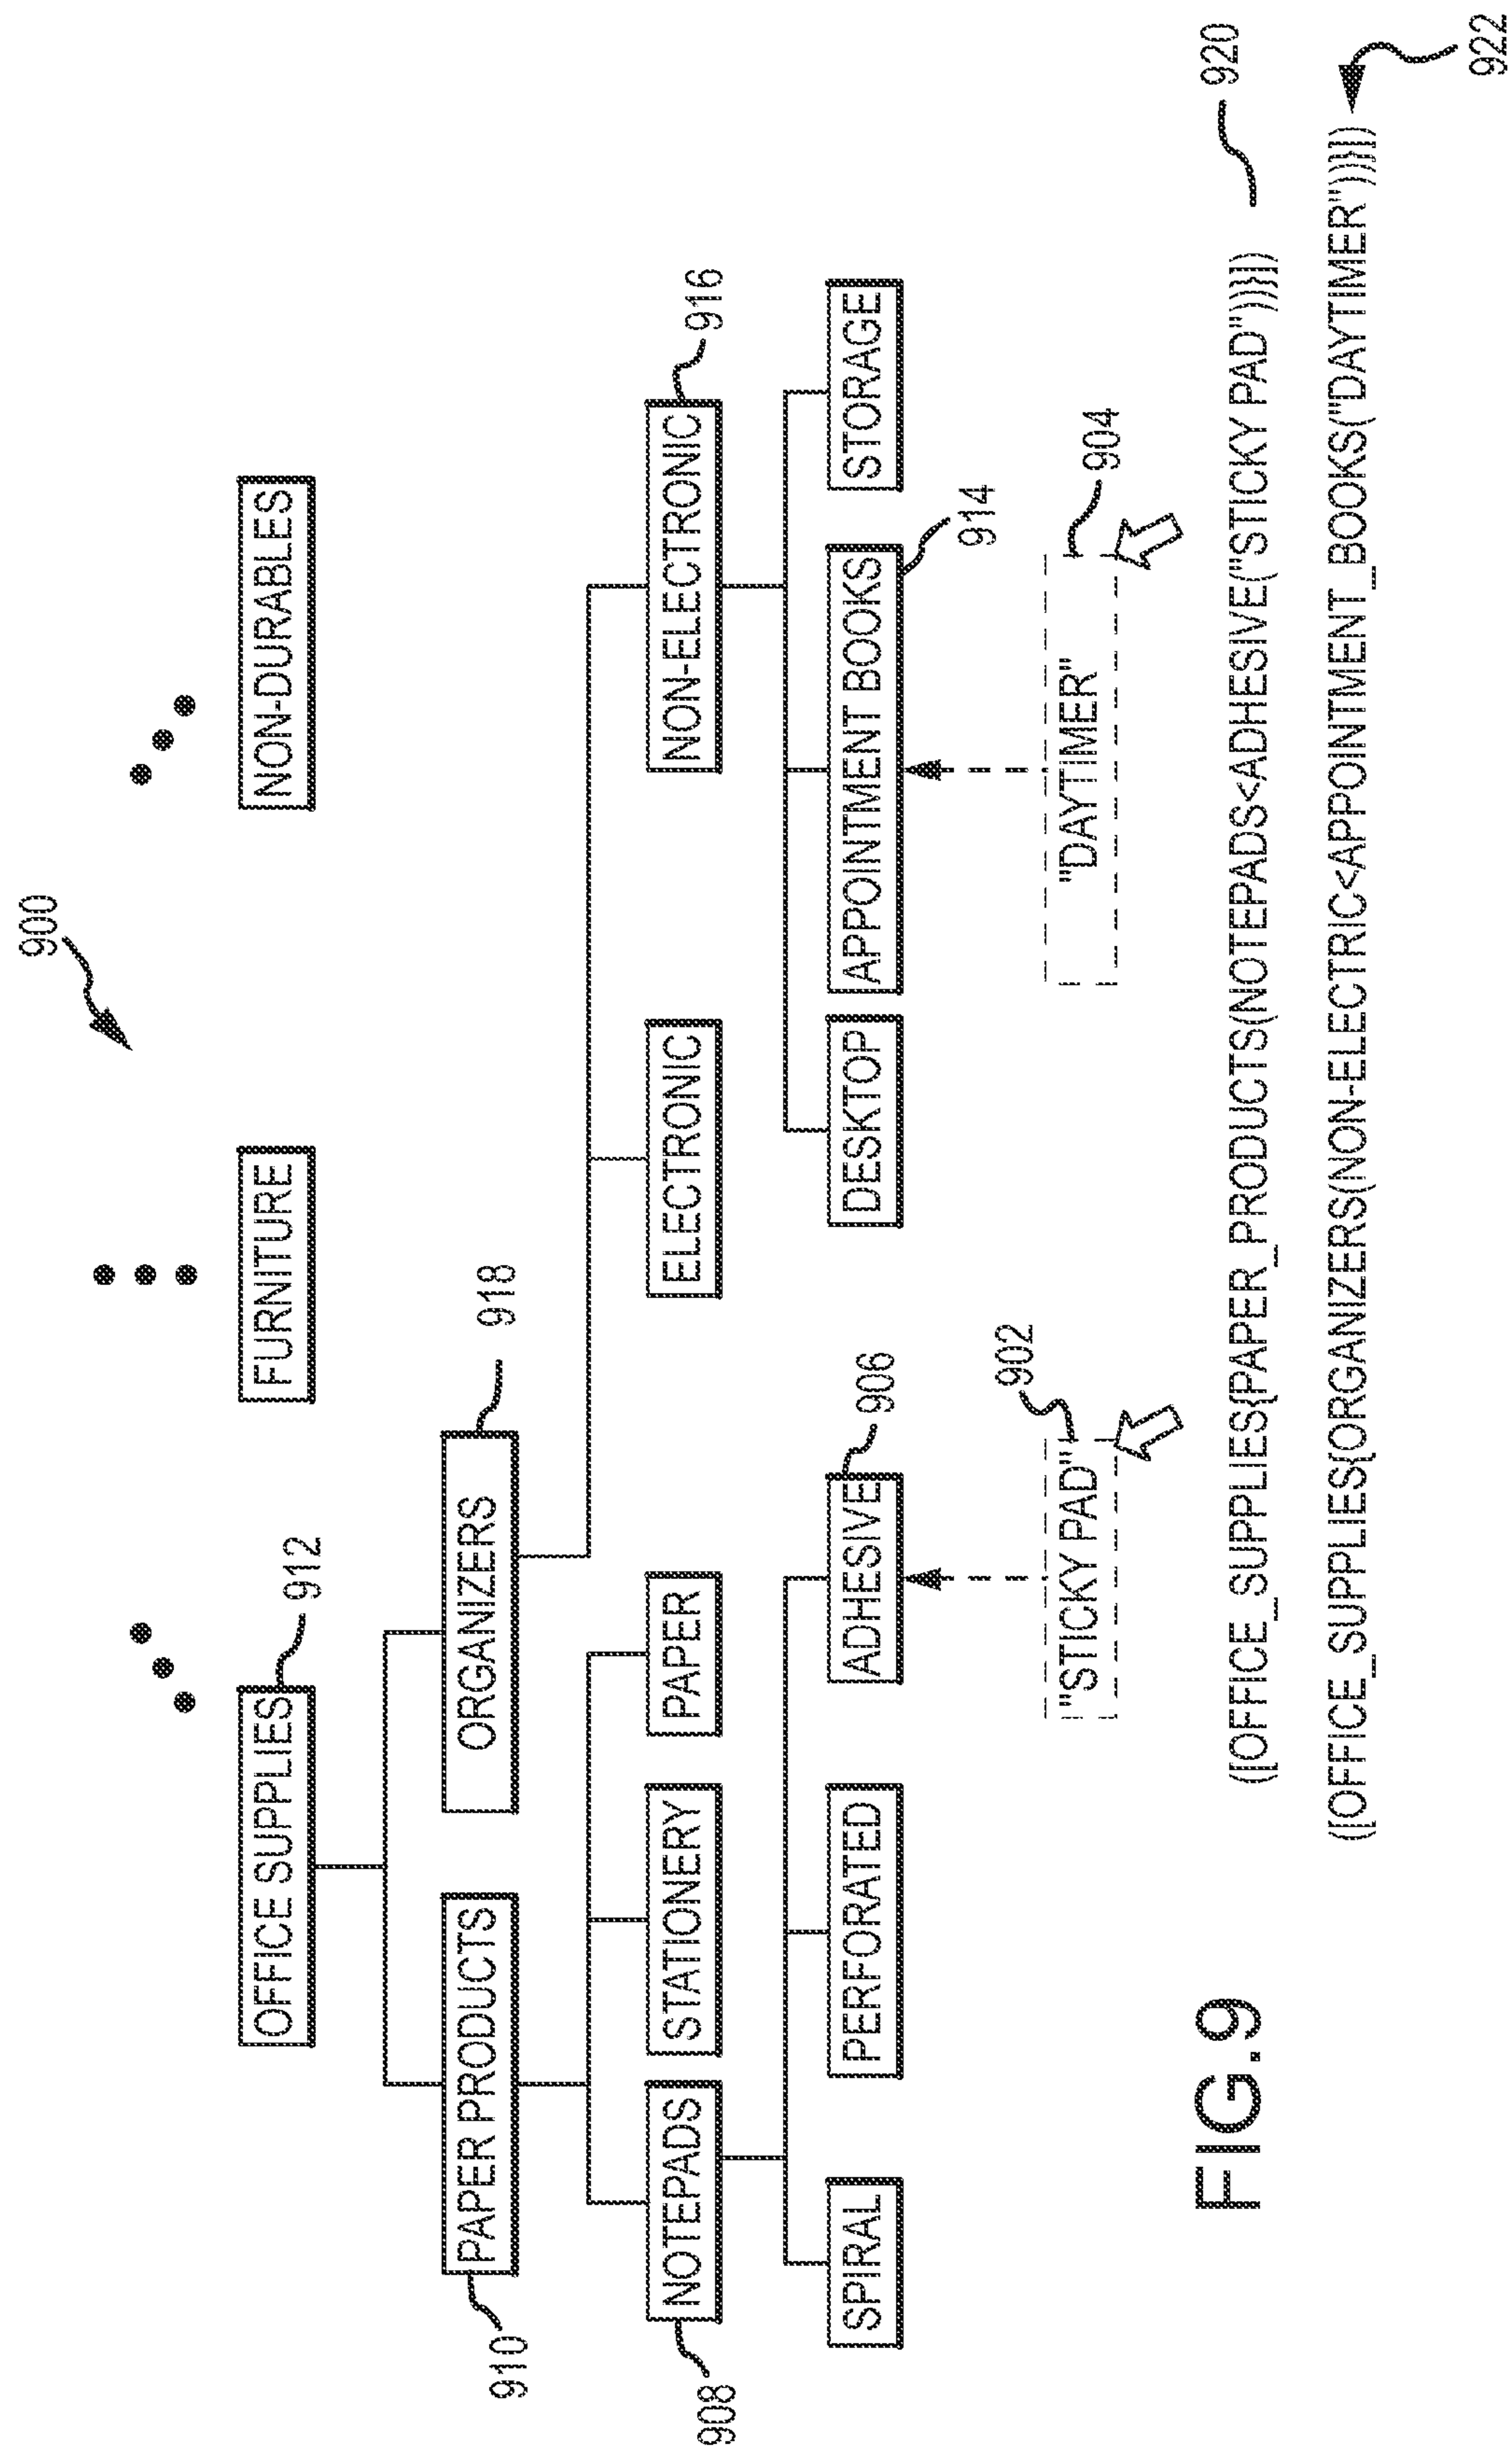 900
OFFICE SUPPLIES
912
FURNITURE
NON-DURABLES
910
PAPER PRODUCTS
ORGANIZERS
918
908
NOTEPADS
STATIONERY
PAPER
ELECTRONIC
NON-ELECTRONIC
916
SPIRAL
PERFORATED
ADHESIVE
906
DESKTOP
APPOINTMENT BOOKS
914
STORAGE
"STICKY PAD"
902
"DAYTIMER"
904
([OFFICE_SUPPLIES{PAPER_PRODUCTS(NOTEPADS<ADHESIVE("STICKY PAD"))}])
920
([OFFICE_SUPPLIES{ORGANIZERS(NON-ELECTRIC<APPOINTMENT_BOOKS("DAYTIMER"))}])
922
FIG.9